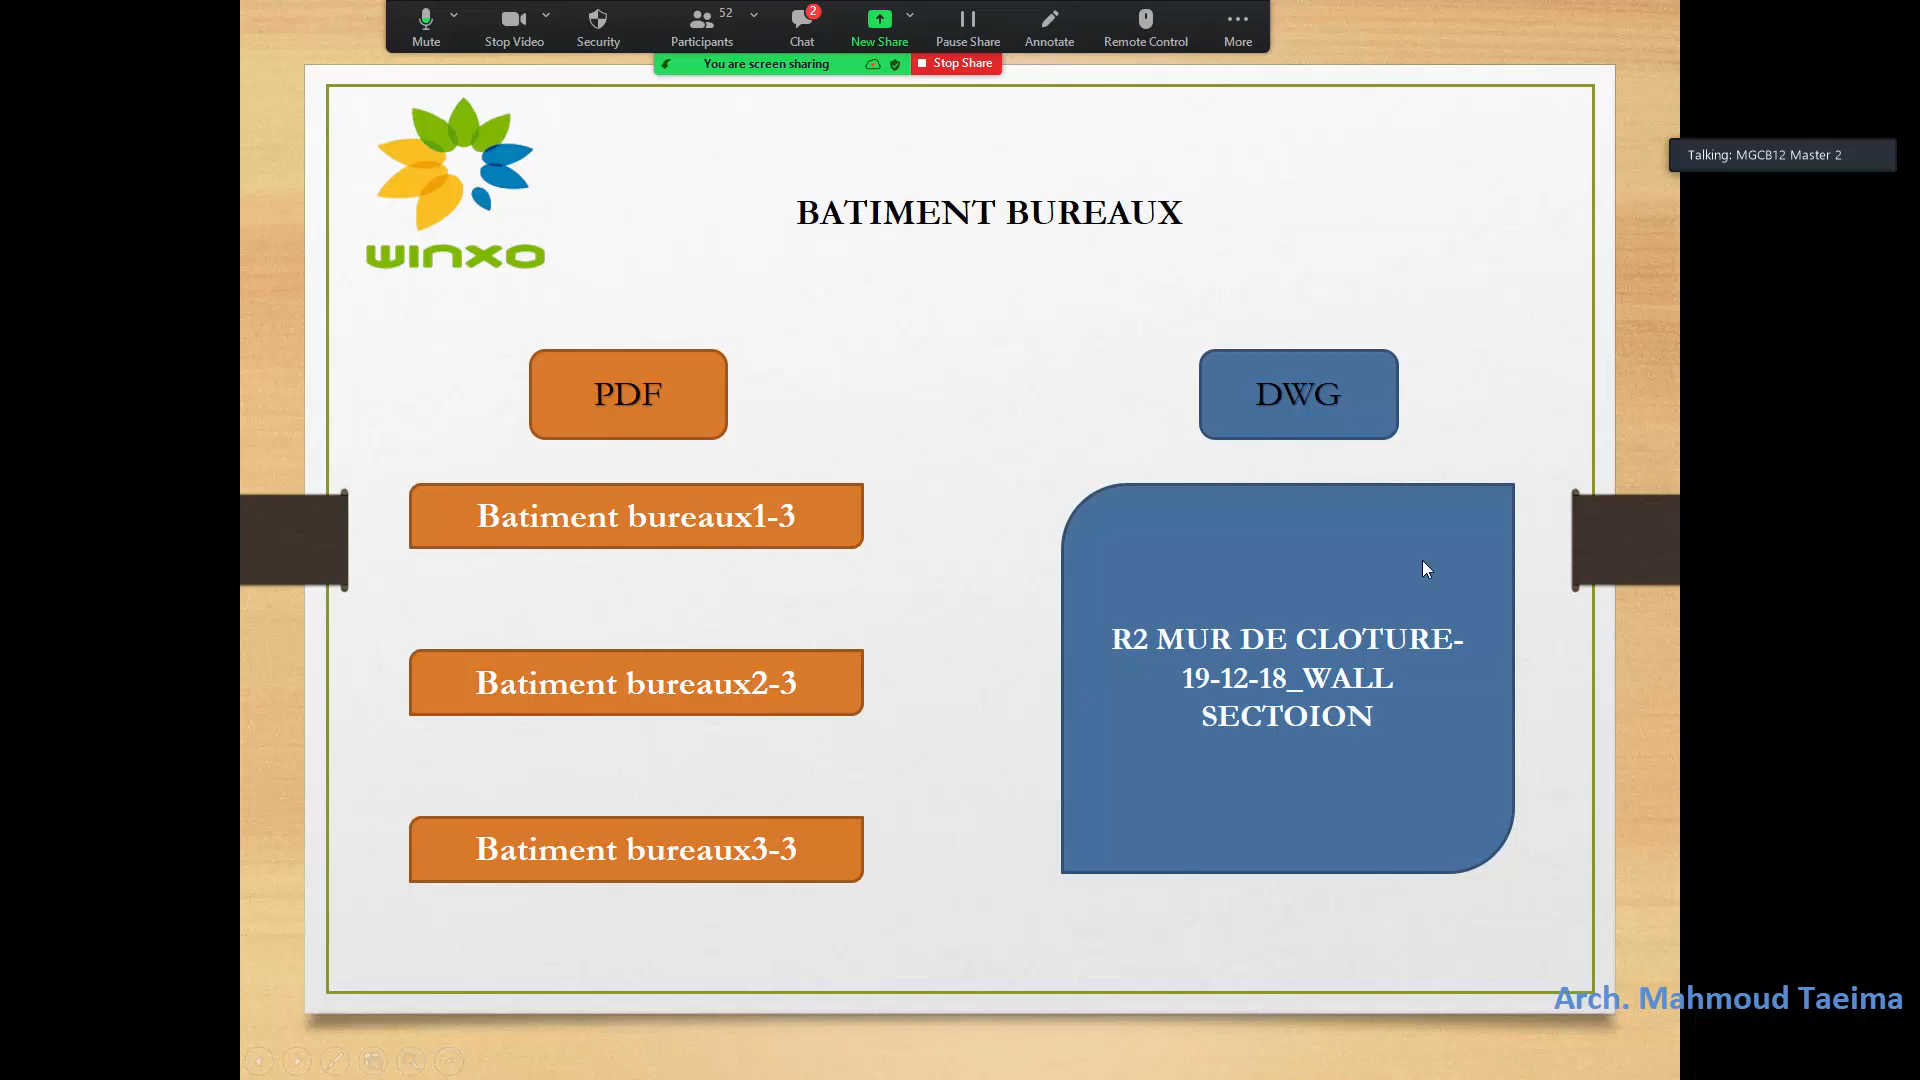 Mute
Stop Video
Security
52
Participants
2
Chat
New Share
Pause Share
Annotate
Remote Control
More
You are screen sharing
Stop Share
Talking: MGCB12 Master 2
winxo
BATIMENT BUREAUX
PDF
DWG
Batiment bureaux1-3
Batiment bureaux2-3
Batiment bureaux3-3
R2 MUR DE CLOTURE-
19-12-18_WALL
SECTOION
Arch. Mahmoud Taeima